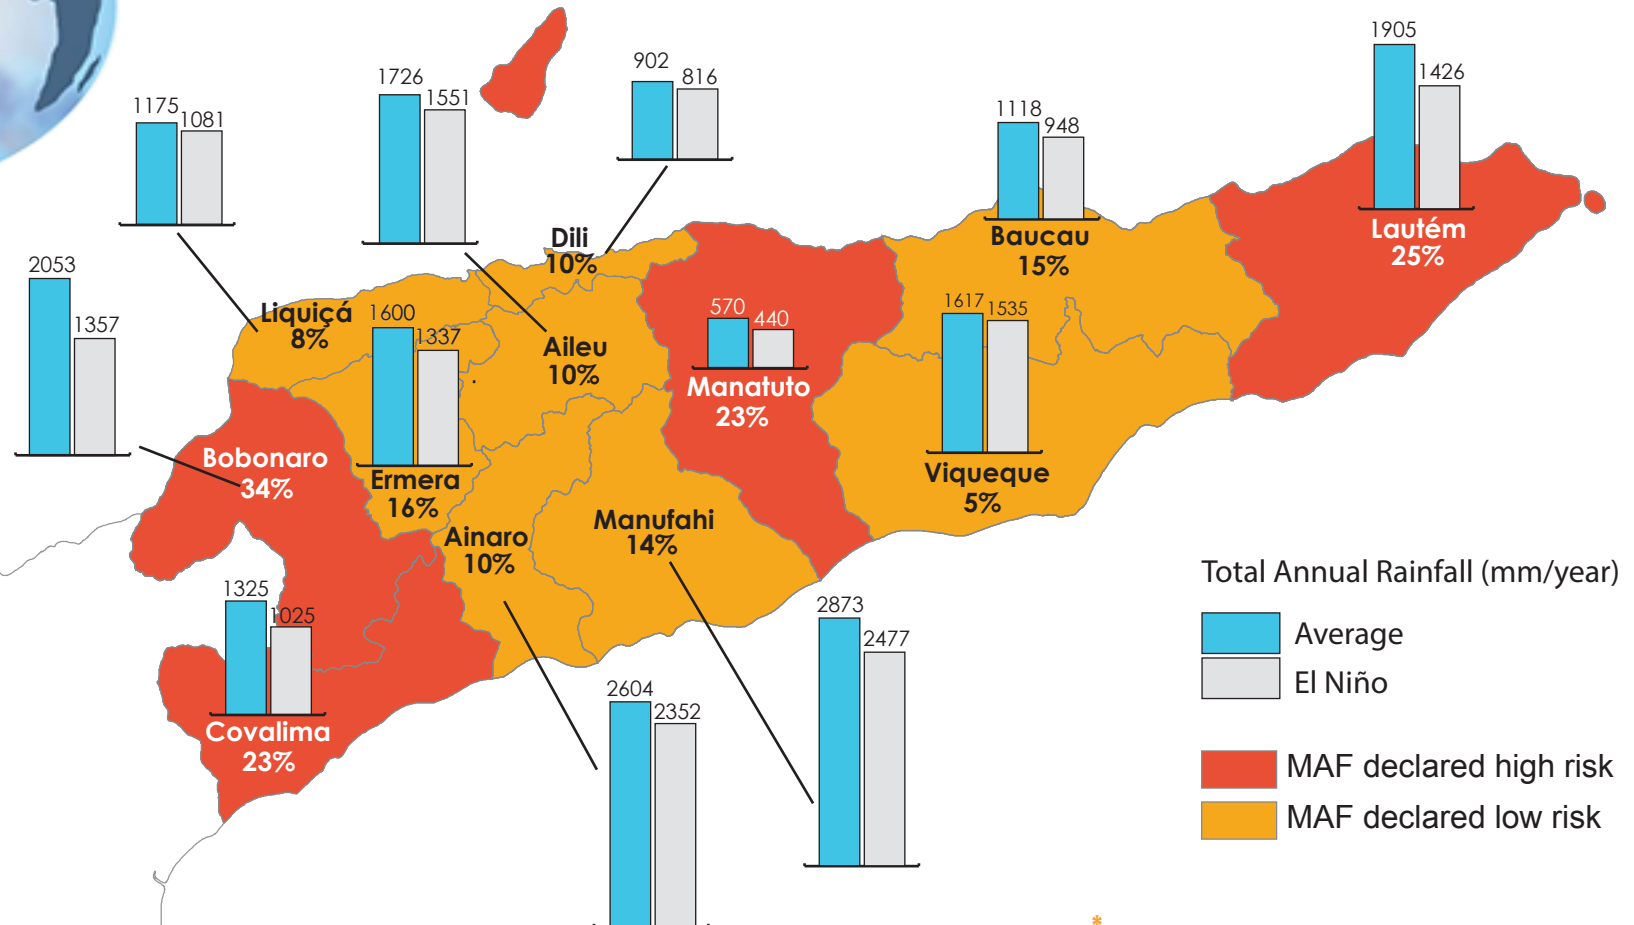 1905
1426
Lautém
25%
902
816
Dili
10%
1726
1551
Aileu
10%
1175
1081
Liquiçá
8%
1118
948
Baucau
15%
2053
1357
Bobonaro
34%
1600
1337
Ermera
16%
570
440
Manatuto
23%
1617
1535
Viqueque
5%
Ainaro
10%
2604
2352
Manufahi
14%
2873
2477
1325
1025
Covalima
23%
Total Annual Rainfall (mm/year)
Average
El Niño
MAF declared high risk
MAF declared low risk
*